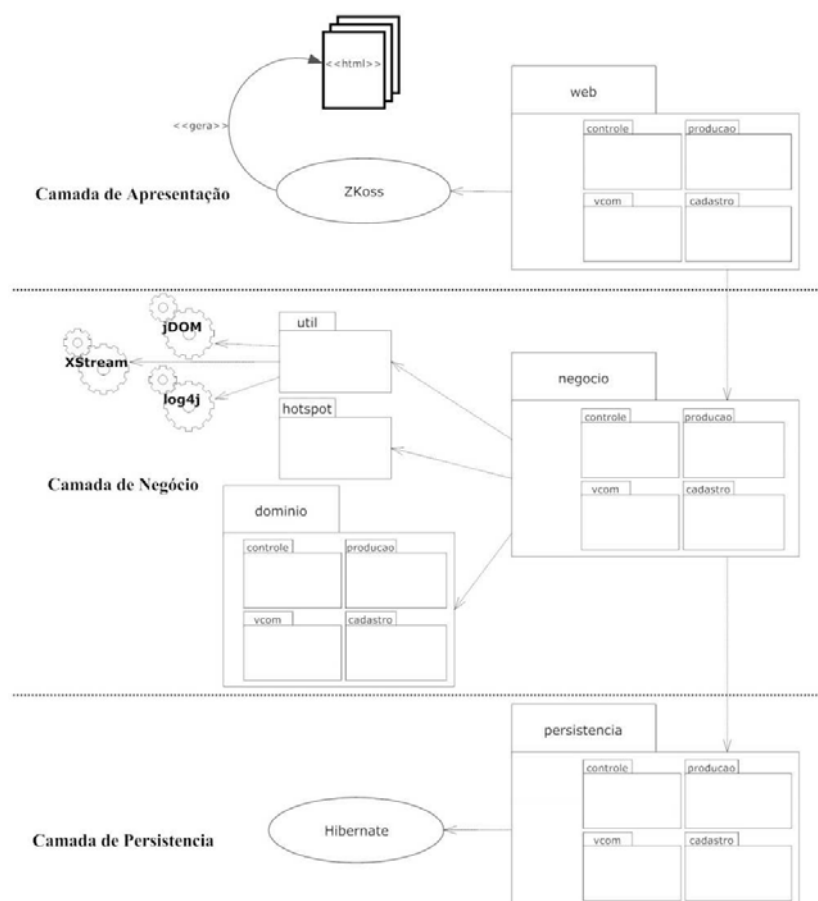 <<html>>
web
controle
producao
<<gera>>
Camada de Apresentação
ZKoss
vcom
cadastro
jDOM
util
XStream
negocio
log4j
hotspot
controle
producao
Camada de Negócio
vcom
cadastro
dominio
controle
producao
vcom
cadastro
persistencia
controle
producao
Hibernate
Camada de Persistencia
vcom
cadastro